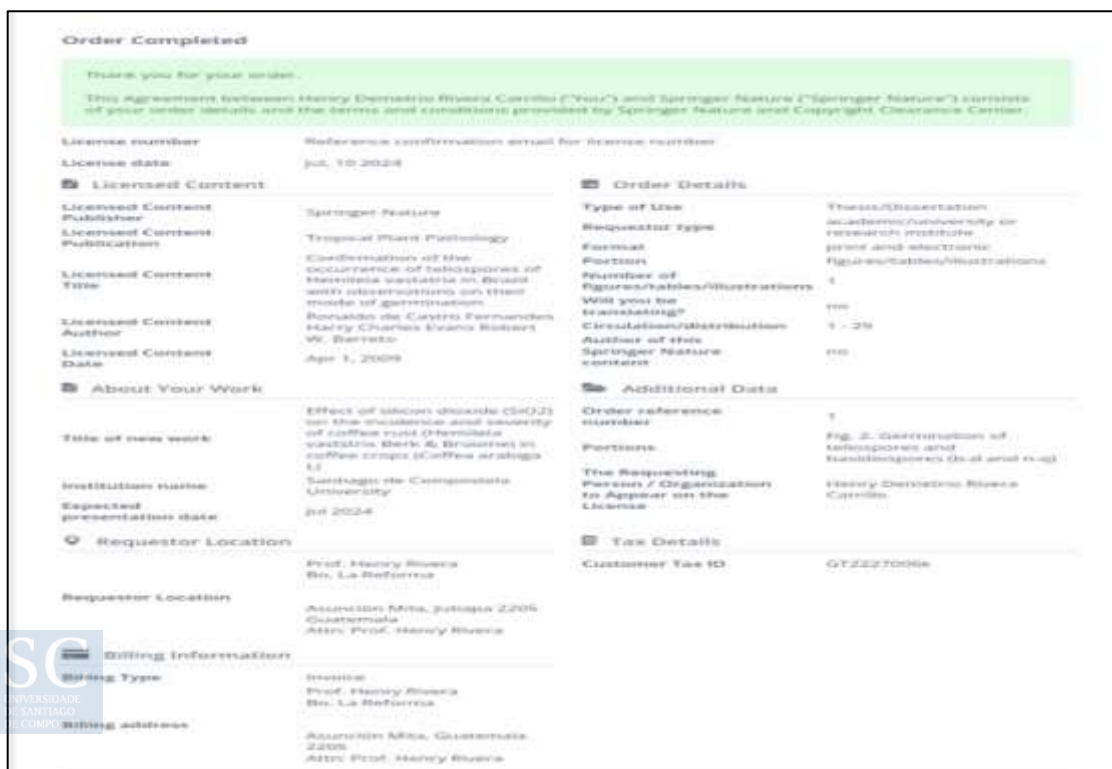 Order Completed
Thank you for your order.
This Agreement between Henry Demetrio Rivera Carrillo ("You") and Springer Nature ("Springer Nature") consists
of your order details and the terms and conditions provided by Springer Nature and Copyright Clearance Center.
License number Reference confirmation email for license number
License date Jul, 10 2024
Licensed Content
Licensed Content
Publisher
Springer Nature
Licensed Content
Publication
Tropical Plant Pathology
Licensed Content
Title
Confirmation of the
occurrence of teliospores of
Hemileia vastatrix in Brazil
with observations on their
mode of germination
Licensed Content
Author
Ronaldo de Castro Fernandes
Harry Charles Evans Robert
W. Barreto
Licensed Content
Date
Apr 1, 2009
Order Details
Type of Use Thesis/Dissertation
Requestor type
academic/university or
research institute
Format print and electronic
Portion figures/tables/illustrations
Number of
figures/tables/illustrations
1
Will you be
translating?
no
Circulation/distribution 1 - 29
Author of this
Springer Nature
content
no
About Your Work
Title of new work
Effect of silicon dioxide (SiO2)
on the incidence and severity
of coffee rust (Hemileia
vastatrix Berk & Broome) in
coffee crops (Coffea arabiga
L)
Institution name
Santiago de Compostela
University
Expected
presentation date
Jul 2024
Additional Data
Order reference
number
1
Portions
Fig. 2. Germination of
teliospores and
basidiospores (b-d and n-q)
The Requesting
Person / Organization
to Appear on the
License
Henry Demetrio Rivera
Carrillo
Requestor Location
Requestor Location
Prof. Henry Rivera
Bo. La Reforma
Asunción Mita, Jutiapa 2205
Guatemala
Attn: Prof. Henry Rivera
Tax Details
Customer Tax ID GT22270066
Billing Information
Billing Type Invoice
Billing address
Prof. Henry Rivera
Bo. La Reforma
Asunción Mita, Guatemala
2205
Attn: Prof. Henry Rivera
SC
UNIVERSIDADE
DE SANTIAGO
DE COMPO